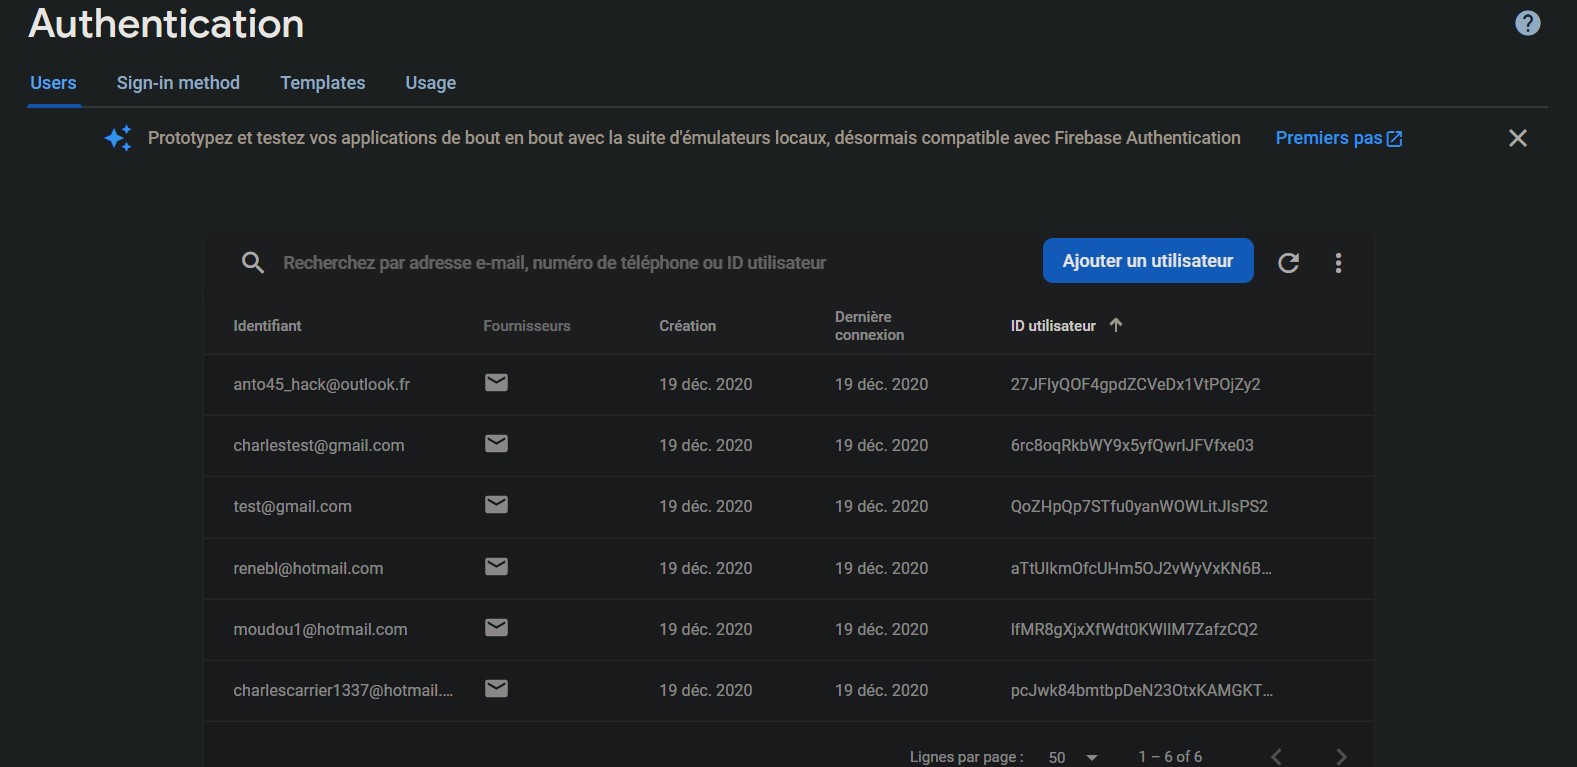 Authentication
Users Sign-in method Templates Usage
Prototypez et testez vos applications de bout en bout avec la suite d'émulateurs locaux, désormais compatible avec Firebase Authentication Premiers pas
Recherchez par adresse e-mail, numéro de téléphone ou ID utilisateur Ajouter un utilisateur
Identifiant Fournisseurs Création Dernière connexion ID utilisateur
anto45_hack@outlook.fr 19 déc. 2020 19 déc. 2020 27JFlyQOF4gpdZCVeDx1VtPOjZy2
charlestest@gmail.com 19 déc. 2020 19 déc. 2020 6rc8oqRkbWY9x5yfQwrlJFVfxe03
test@gmail.com 19 déc. 2020 19 déc. 2020 QoZHpQp7STfu0yanWOWLitJlsPS2
renebl@hotmail.com 19 déc. 2020 19 déc. 2020 aTtUlkmOfcUHm5OJ2vWyVxKN6B...
moudou1@hotmail.com 19 déc. 2020 19 déc. 2020 lfMR8gXjxXfWdt0KWllM7ZafzCQ2
charlescarrier1337@hotmail.... 19 déc. 2020 19 déc. 2020 pcJwk84bmtbpDeN23OtxKAMGKT...
Lignes par page : 50 1 – 6 of 6